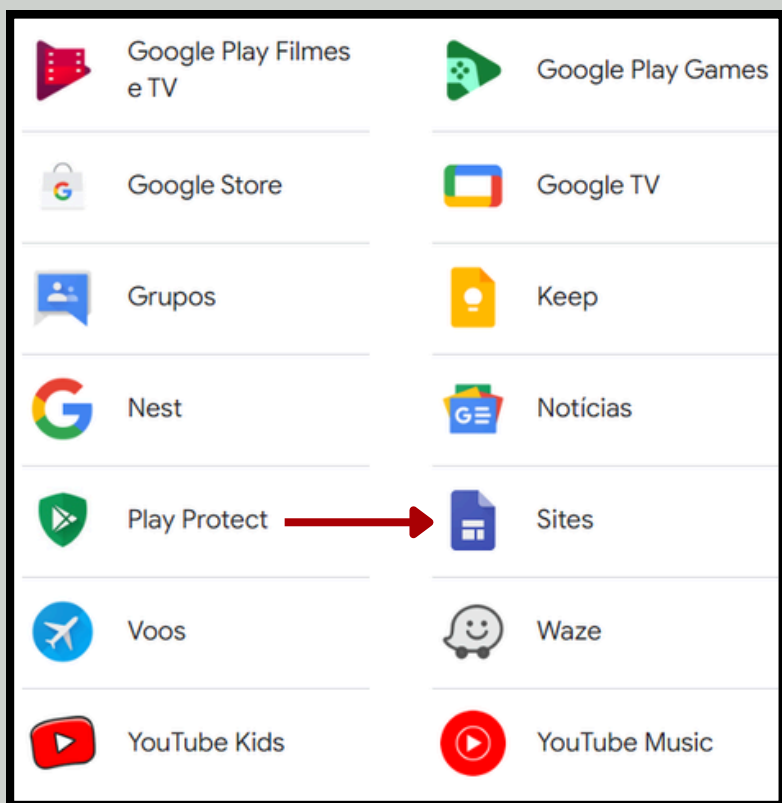 Google Play Filmes
e TV
Google Play Games
Google Store
Google TV
Grupos
Keep
Nest
Notícias
Play Protect
Sites
Voos
Waze
YouTube Kids
YouTube Music